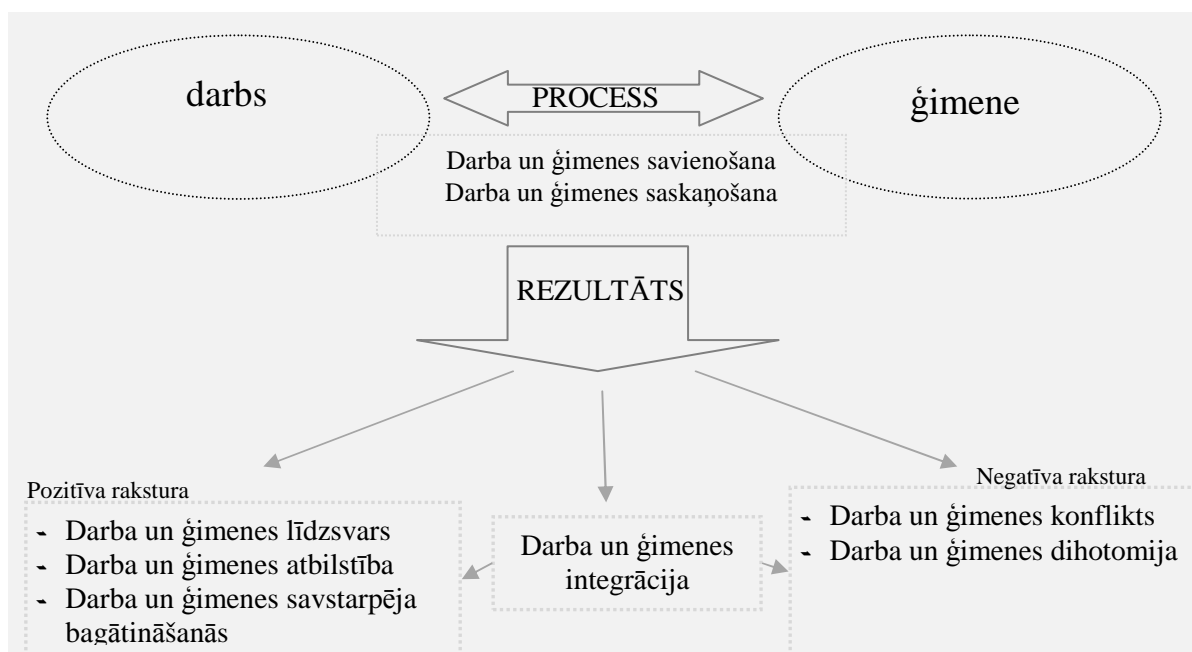 darbs
PROCESS
ģimene
Darba un ģimenes savienošana
Darba un ģimenes saskaņošana
REZULTĀTS
Pozitīva rakstura
- Darba un ģimenes līdzsvars
- Darba un ģimenes atbilstība
- Darba un ģimenes savstarpēja
bagātināšanās
Darba un ģimenes
integrācija
Negatīva rakstura
- Darba un ģimenes konflikts
- Darba un ģimenes dihotomija